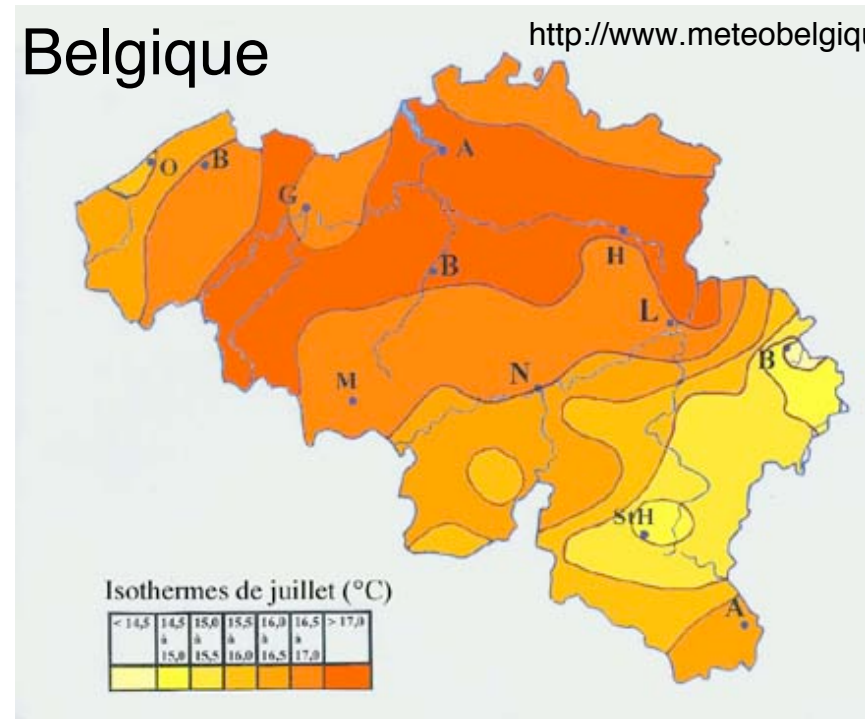 Belgique
http://www.meteobelgiqu
A
O
B
G
H
B
L
B
M
N
StH
A
Isothermes de juillet (°C)
< 14,5 14,5 à 15,0 15,0 à 15,5 15,5 à 16,0 16,0 à 16,5 16,5 à 17,0 > 17,0